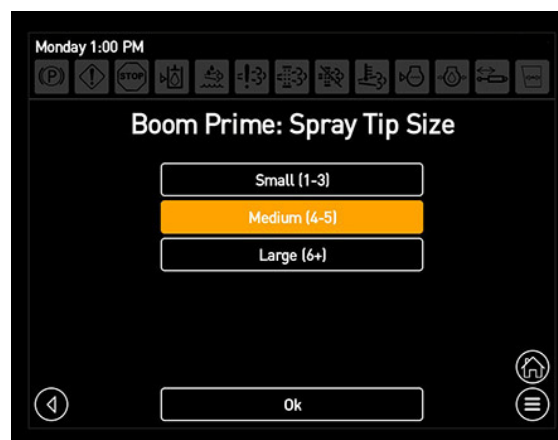 Monday 1:00 PM
(P)
STOP
Boom Prime: Spray Tip Size
Small (1-3)
Medium (4-5)
Large (6+)
Ok